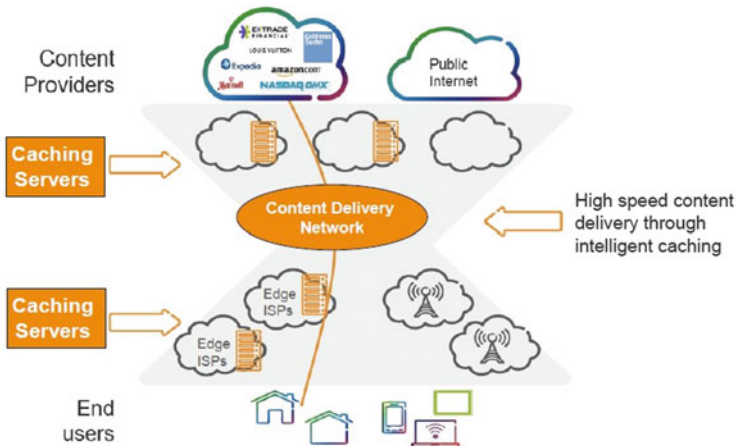 Content
Providers
E*TRADE
FINANCIAL
LOUIS VUITTON
Goldman
Sachs
Expedia
amazon.com
Marriott
NASDAQ OMX
Public
Internet
Caching
Servers
Content Delivery
Network
High speed content
delivery through
intelligent caching
Caching
Servers
Edge
ISPs
Edge
ISPs
End
users